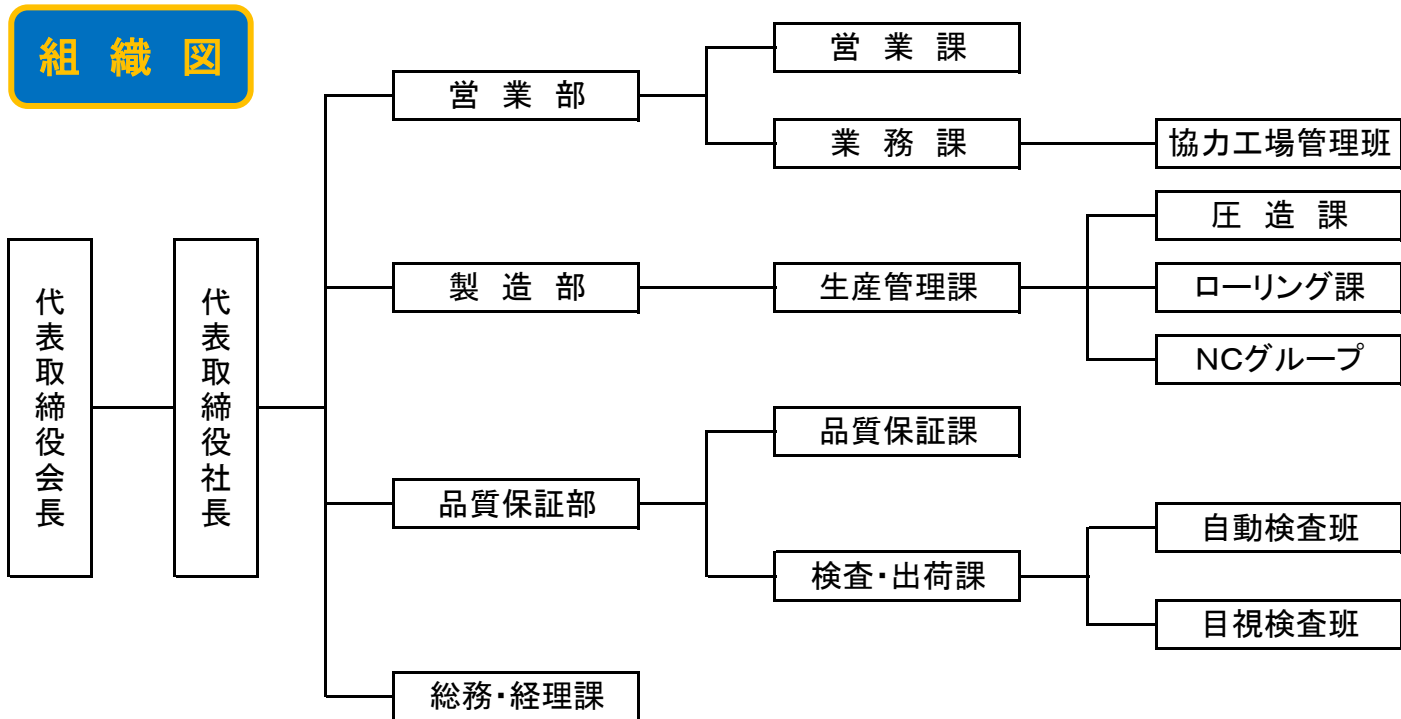 組 織 図
代表取締役会長
代表取締役社長
営 業 部
営 業 課
業 務 課
協力工場管理班
製 造 部
生産管理課
圧 造 課
ローリング課
NCグループ
品質保証部
品質保証課
検査・出荷課
自動検査班
目視検査班
総務・経理課